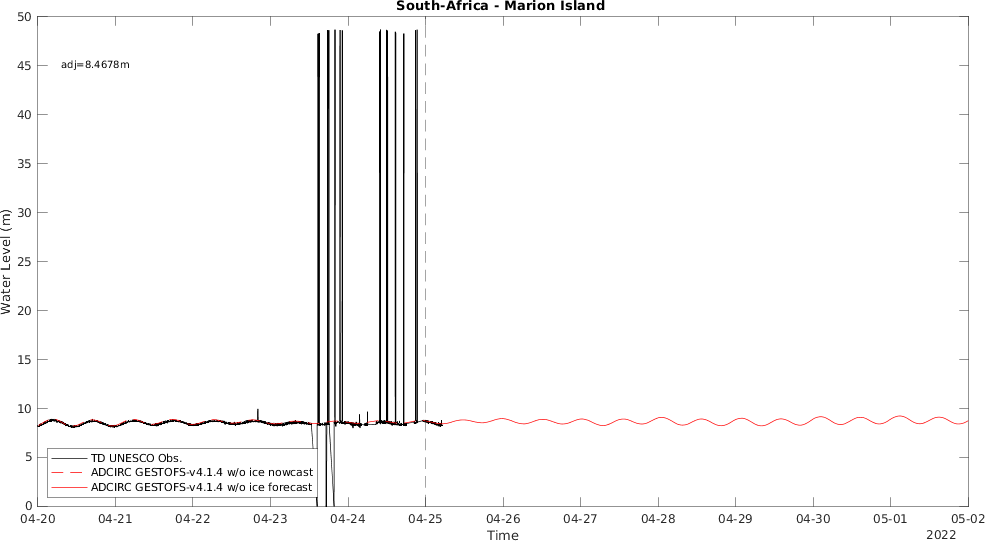 South-Africa - Marion Island
50
45
40
35
30
25
20
15
10
5
0
Water Level (m)
adj=8.4678m
TD UNESCO Obs.
ADCIRC GESTOFS-v4.1.4 w/o ice nowcast
ADCIRC GESTOFS-v4.1.4 w/o ice forecast
04-20 04-21 04-22 04-23 04-24 04-25 04-26 04-27 04-28 04-29 04-30 05-01 05-02
Time
2022